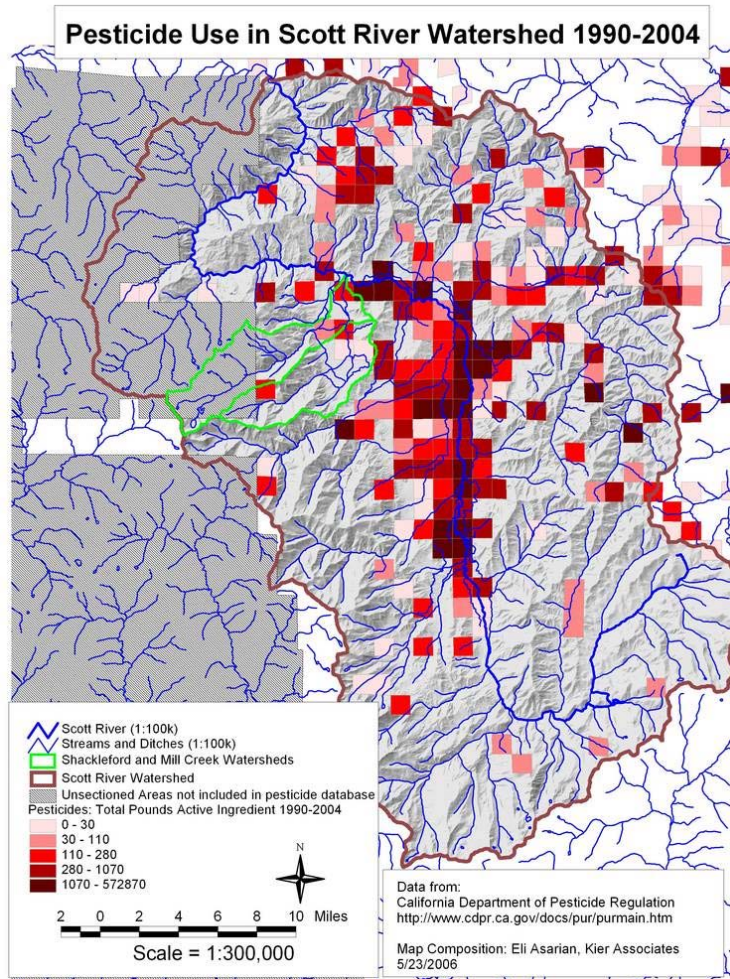 Pesticide Use in Scott River Watershed 1990-2004
Scott River (1:100k)
Streams and Ditches (1:100k)
Shackleford and Mill Creek Watersheds
Scott River Watershed
Unsectioned Areas not included in pesticide database
Pesticides: Total Pounds Active Ingredient 1990-2004
0 - 30
30 - 110
110 - 280
280 - 1070
1070 - 572870
N
2 0 2 4 6 8 10 Miles
Scale = 1:300,000
Data from:
California Department of Pesticide Regulation
http://www.cdpr.ca.gov/docs/pur/purmain.htm
Map Composition: Eli Asarian, Kier Associates
5/23/2006